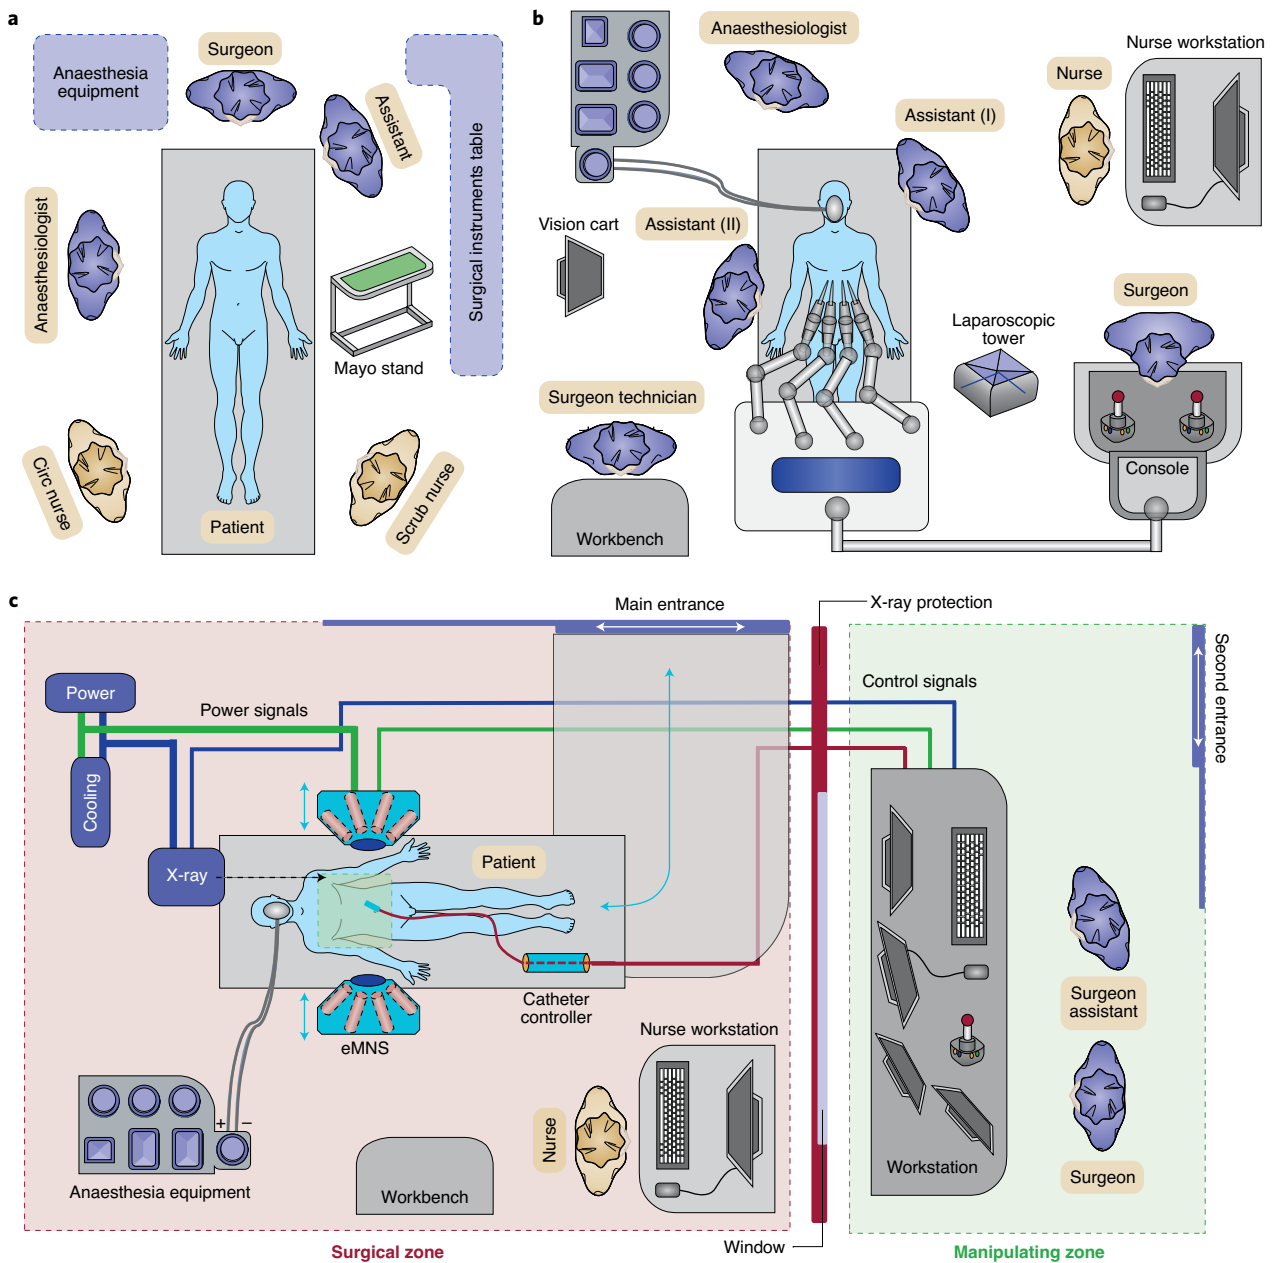 a
Anaesthesia
equipment
Surgeon
Assistant
Surgical instruments table
Anaesthesiologist
Mayo stand
Circ nurse
Patient
Scrub nurse
b
Anaesthesiologist
Nurse workstation
Nurse
Assistant (I)
Assistant (II)
Vision cart
Surgeon
Laparoscopic
tower
Surgeon technician
Console
Workbench
c
Main entrance
X-ray protection
Second entrance
Power
Power signals
Control signals
Cooling
X-ray
Patient
Catheter
controller
eMNS
Nurse workstation
Surgeon
assistant
+ −
Nurse
Anaesthesia equipment
Workbench
Workstation
Surgeon
Surgical zone
Window
Manipulating zone